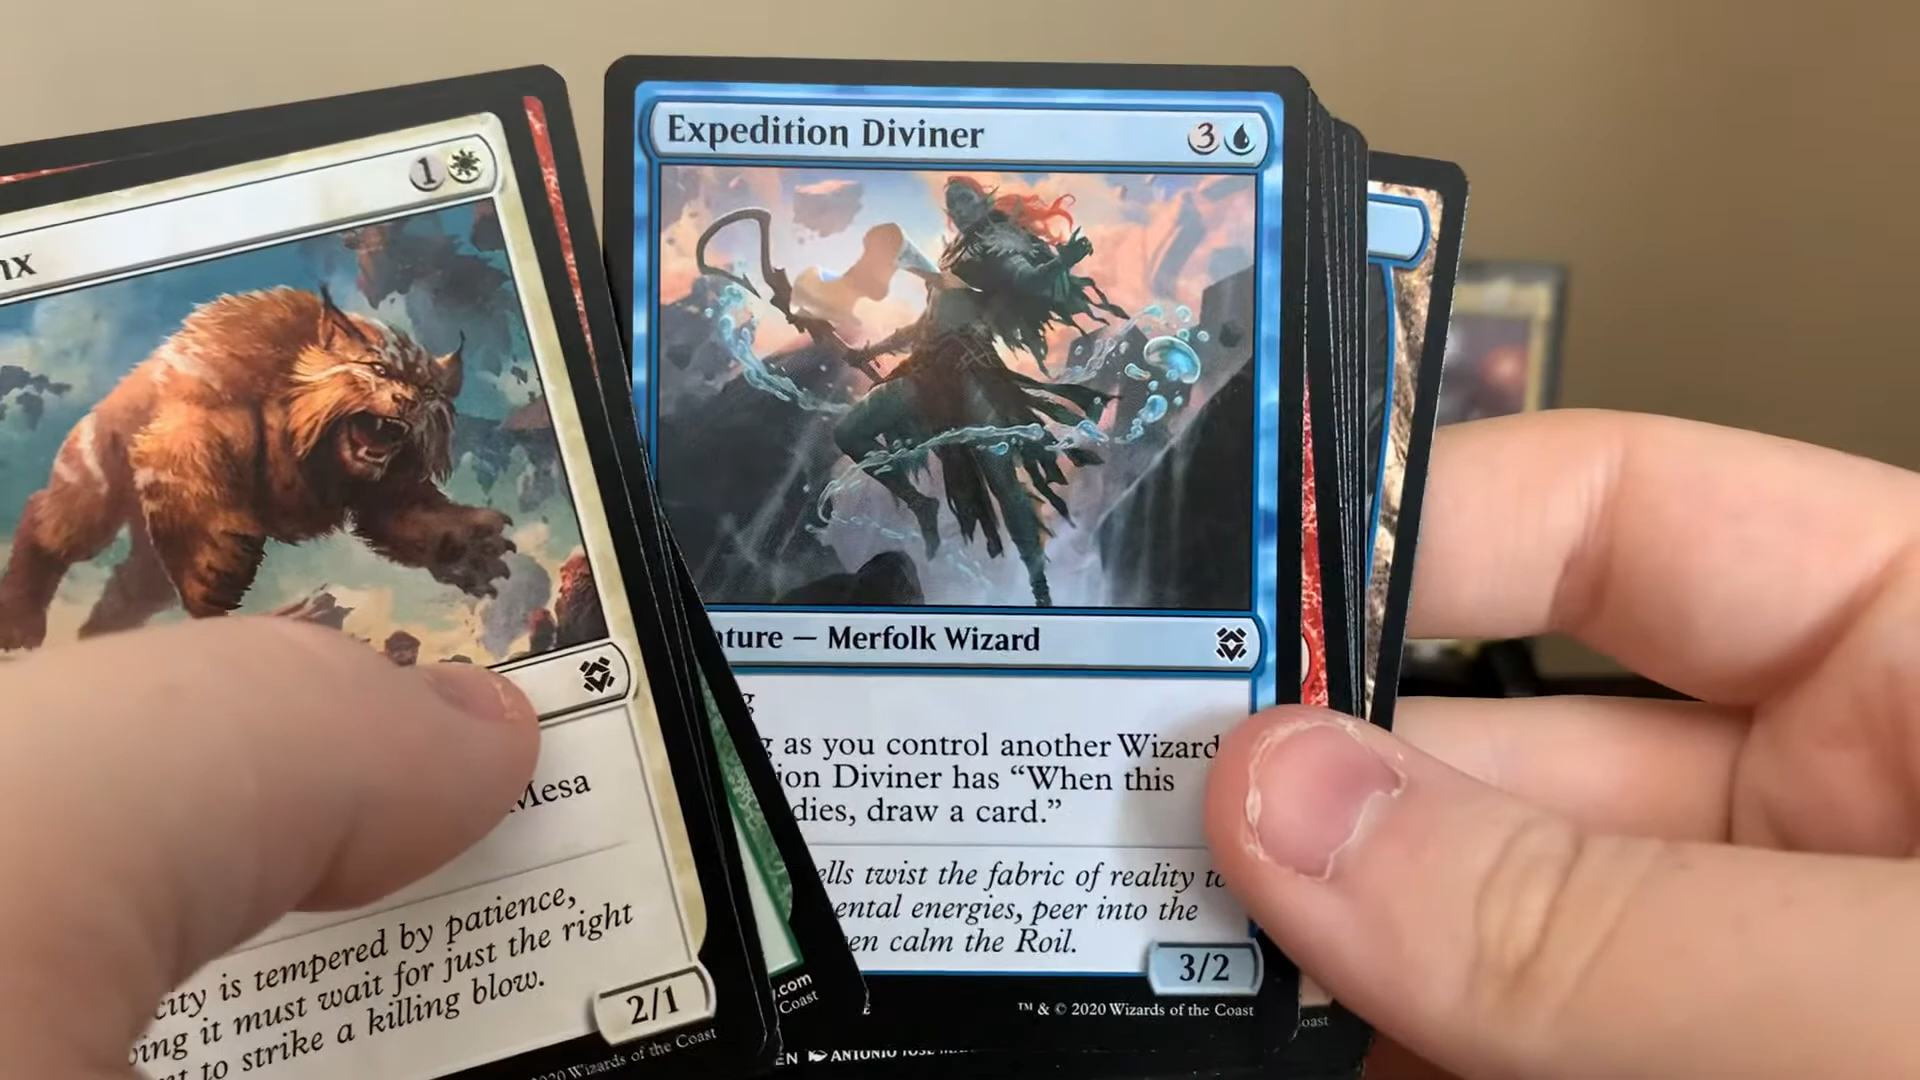 ix
1
Mesa
city is tempered by patience,
it must wait for just the right
to strike a killing blow.
2/1
2020 Wizards of the Coast
.com
Coast
Expedition Diviner
3
ture — Merfolk Wizard
g
g as you control another Wizard
ion Diviner has “When this
dies, draw a card.”
ells twist the fabric of reality to
ental energies, peer into the
en calm the Roil.
3/2
™ & © 2020 Wizards of the Coast
EN ANTONIO JOSÉ
oast